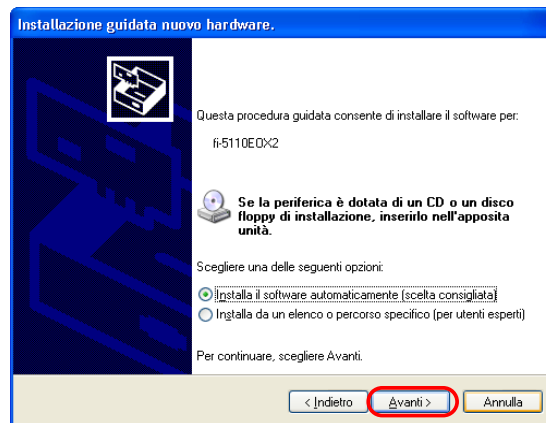 Installazione guidata nuovo hardware.
Questa procedura guidata consente di installare il software per:
fi-5110EOX2
Se la periferica è dotata di un CD o un disco
floppy di installazione, inserirlo nell'apposita
unità.
Scegliere una delle seguenti opzioni:
Installa il software automaticamente (scelta consigliata)
Installa da un elenco o percorso specifico (per utenti esperti)
Per continuare, scegliere Avanti.
< Indietro Avanti > Annulla